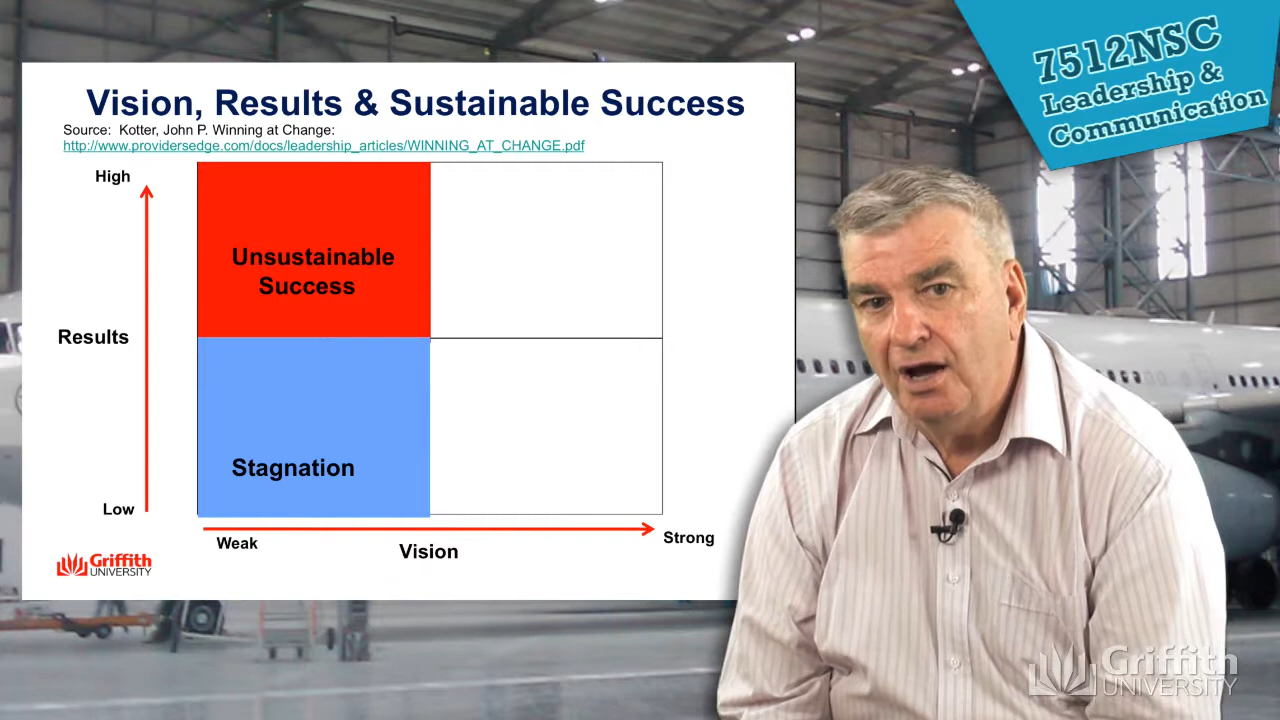 7512NSC
Leadership &
Communication
Vision, Results & Sustainable Success
Source: Kotter, John P. Winning at Change:
http://www.providersedge.com/docs/leadership_articles/WINNING_AT_CHANGE.pdf
High
Unsustainable
Success
Results
Stagnation
Low
Weak
Strong
Vision
Griffith
UNIVERSITY
Griffith
UNIVERSITY